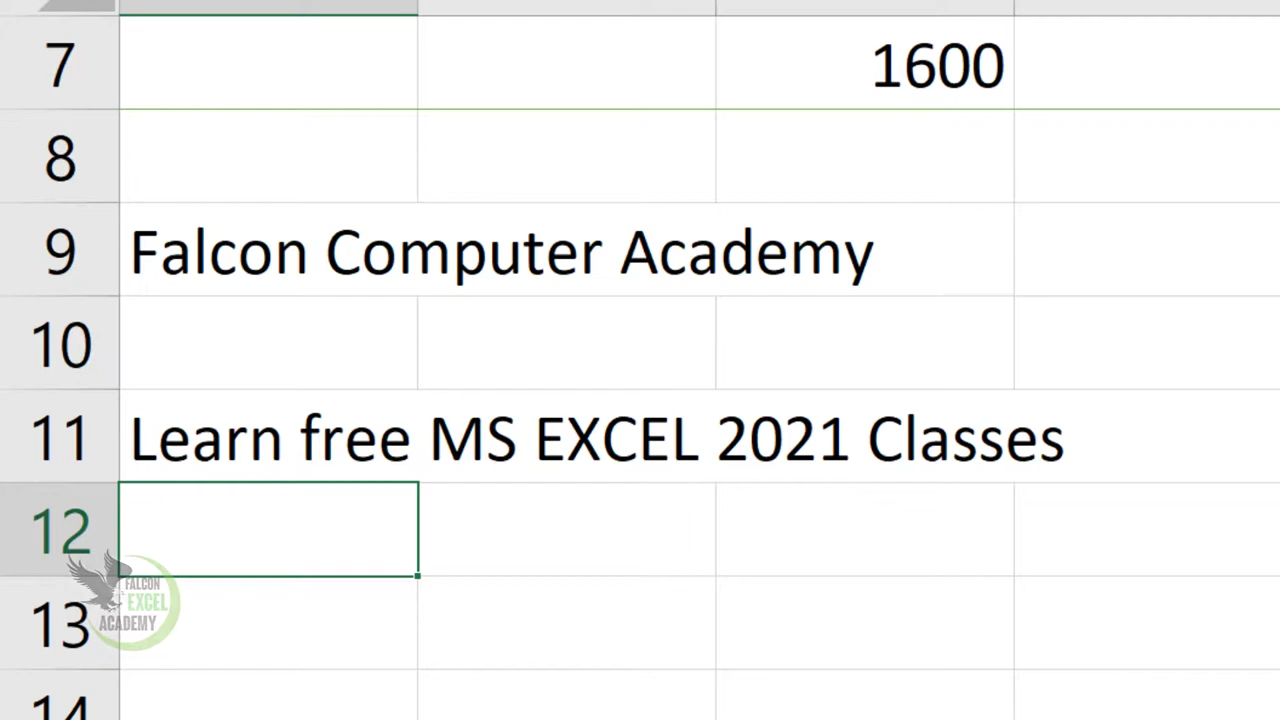 7 1600
8
9 Falcon Computer Academy
10
11 Learn free MS EXCEL 2021 Classes
12
FALCON
EXCEL
ACADEMY
13
14